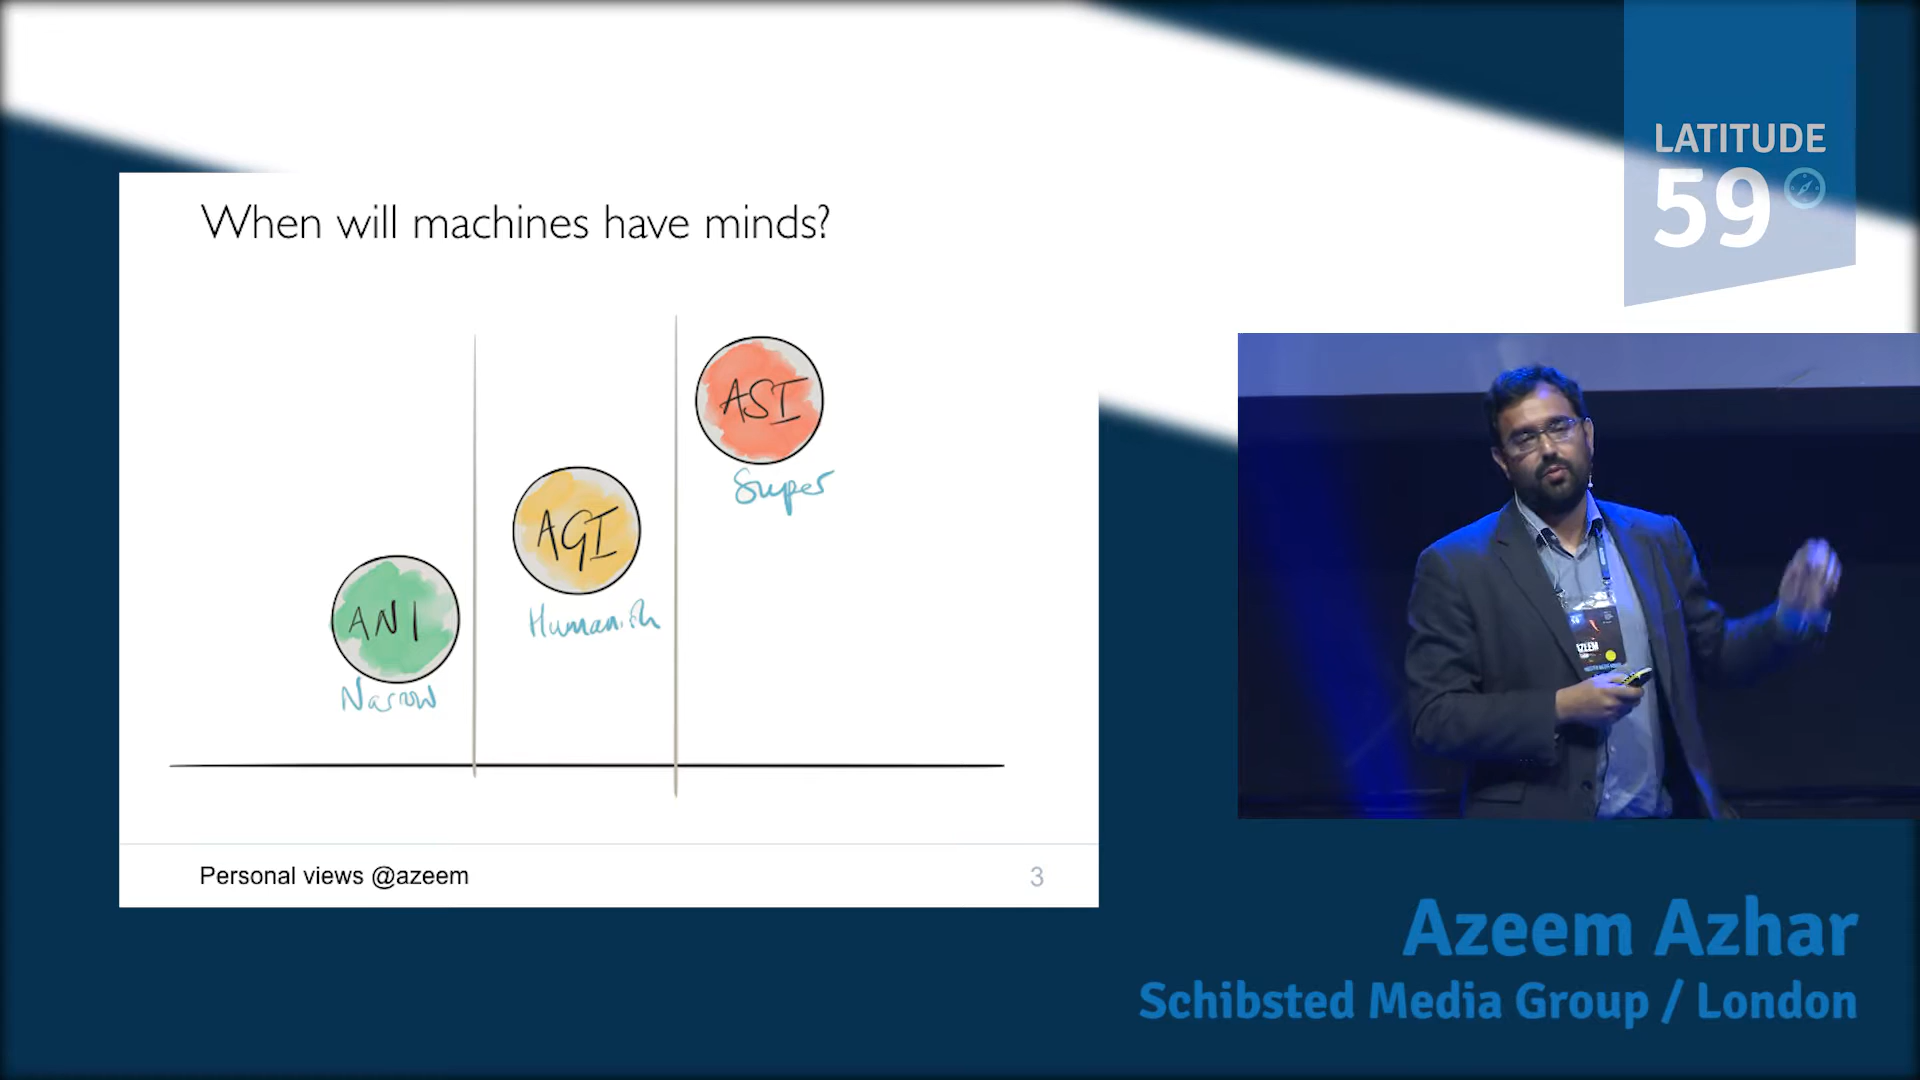 When will machines have minds?
ASI
Super
AGI
Humanish
ANI
Narrow
Personal views @azeem
3
LATITUDE
59
AZEEM
Azeem Azhar
Schibsted Media Group / London